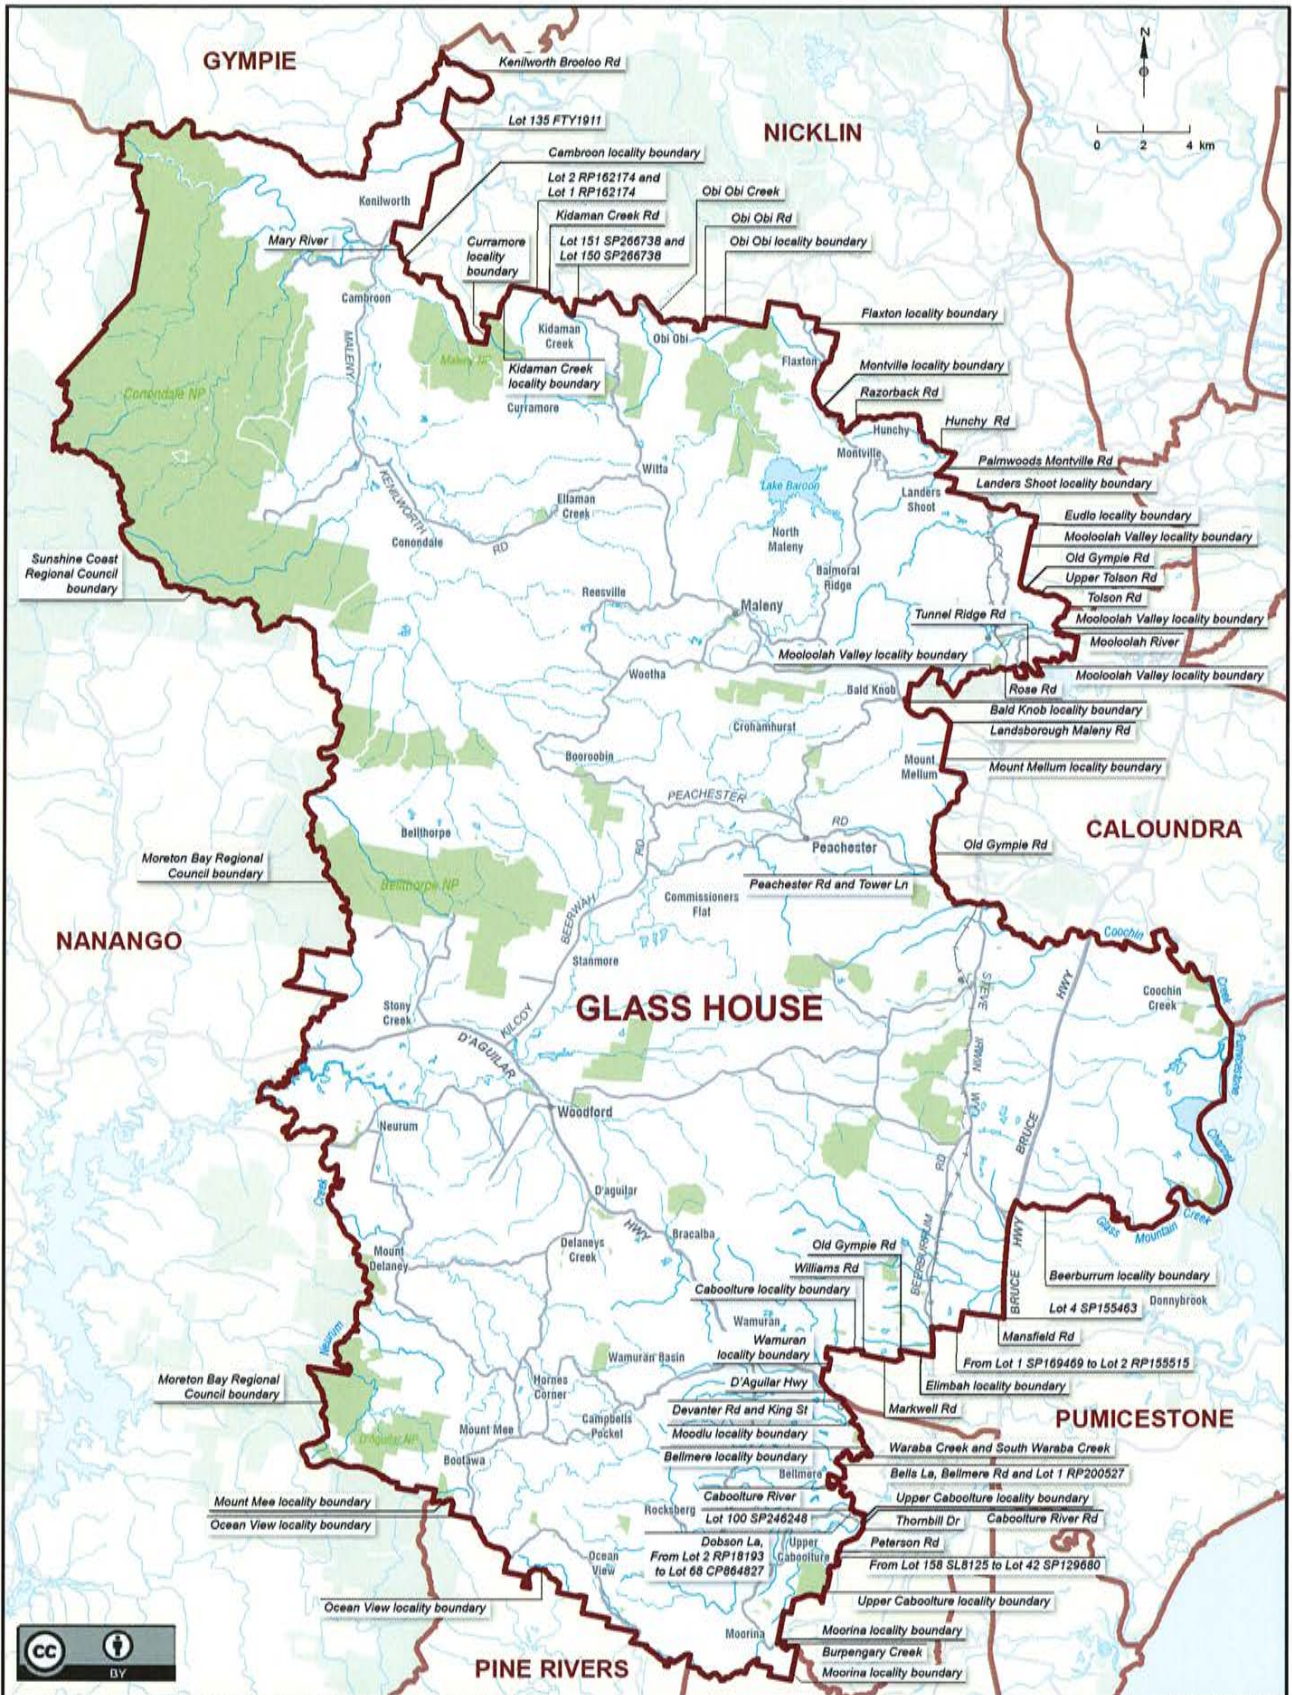 GYMPIE
Kenilworth Brooloo Rd
N
Lot 135 FTY1911
NICKLIN
0 2 4 km
Cambroon locality boundary
Lot 2 RP162174 and
Lot 1 RP162174
Obi Obi Creek
Kenilworth
Kidaman Creek Rd
Obi Obi Rd
Mary River
Curramore
locality
boundary
Lot 151 SP266738 and
Lot 150 SP266738
Obi Obi locality boundary
Cambroon
Flaxton locality boundary
Kidaman
Creek
Obi Obi
MALENY
Maleny NP
Flaxton
Kidaman Creek
locality boundary
Montville locality boundary
Conondale NP
Razorback Rd
Curramore
Hunchy Rd
Hunchy
Montville
Palmwoods Montville Rd
Witta
Landers Shoot locality boundary
KENILWORTH
Lake Baroon
Landers
Shoot
Ellaman
Creek
Eudlo locality boundary
Mooloolah Valley locality boundary
Conondale
RD
North
Maleny
Old Gympie Rd
Sunshine Coast
Regional Council
boundary
Balmoral
Ridge
Upper Tolson Rd
Reesville
Tolson Rd
Maleny
Tunnel Ridge Rd
Mooloolah Valley locality boundary
Mooloolah River
Mooloolah Valley locality boundary
Wootha
Mooloolah Valley locality boundary
Bald Knob
Rose Rd
Bald Knob locality boundary
Crohamhurst
Landsborough Maleny Rd
Booroobin
Mount
Mellum
Mount Mellum locality boundary
PEACHESTER
RD
CALOUNDRA
Bellthorpe
Peachester
Old Gympie Rd
RD
Moreton Bay Regional
Council boundary
Bellthorpe NP
Peachester Rd and Tower Ln
Commissioners
Flat
BEERWAH
NANANGO
Coochin
Stanmore
STEVE
HWY
Creek
Coochin
Creek
Stony
Creek
KILCOY
GLASS HOUSE
D'AGUILAR
IRWIN
Pumicestone
WY
Woodford
Neurum
BRUCE
Channel
RD
Creek
D'aguilar
HWY
Bracalba
Delaneys
Creek
Mount
Delaney
BEERBURRUM
HWY
Glass
Mountain
Creek
Old Gympie Rd
Williams Rd
Beerburrum locality boundary
Caboolture locality boundary
BRUCE
Donnybrook
Lot 4 SP155463
Wamuran
Neurum
Wamuran
locality boundary
Mansfield Rd
Wamuran Basin
From Lot 1 SP169469 to Lot 2 RP155515
Moreton Bay Regional
Council boundary
Hornes
Corner
D'Aguilar Hwy
Elimbah locality boundary
Devanter Rd and King St
Markwell Rd
PUMICESTONE
Campbells
Pocket
Mount Mee
Moodlu locality boundary
D'Aguilar NP
Waraba Creek and South Waraba Creek
Bellmere locality boundary
Bootawa
Bellmere
Bells La, Bellmere Rd and Lot 1 RP200527
Mount Mee locality boundary
Caboolture River
Upper Caboolture locality boundary
Rocksberg
Lot 100 SP246248
Thornbill Dr
Caboolture River Rd
Ocean View locality boundary
Dobson La,
From Lot 2 RP18193
to Lot 68 CP864827
Upper
Caboolture
Peterson Rd
Ocean
View
From Lot 158 SL8125 to Lot 42 SP129680
Ocean View locality boundary
Upper Caboolture locality boundary
Moorina
Moorina locality boundary
Burpengary Creek
PINE RIVERS
Moorina locality boundary
cc
BY